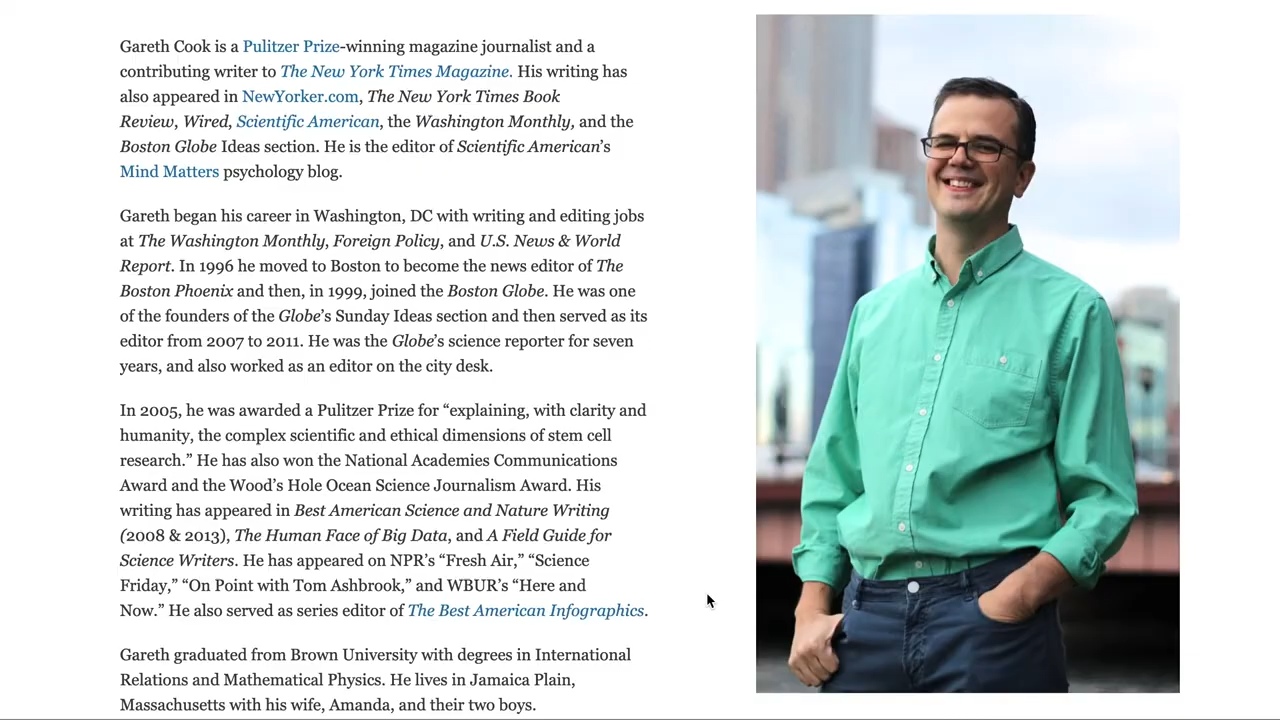 Gareth Cook is a Pulitzer Prize-winning magazine journalist and a
contributing writer to The New York Times Magazine. His writing has
also appeared in NewYorker.com, The New York Times Book
Review, Wired, Scientific American, the Washington Monthly, and the
Boston Globe Ideas section. He is the editor of Scientific American’s
Mind Matters psychology blog.
Gareth began his career in Washington, DC with writing and editing jobs
at The Washington Monthly, Foreign Policy, and U.S. News & World
Report. In 1996 he moved to Boston to become the news editor of The
Boston Phoenix and then, in 1999, joined the Boston Globe. He was one
of the founders of the Globe’s Sunday Ideas section and then served as its
editor from 2007 to 2011. He was the Globe’s science reporter for seven
years, and also worked as an editor on the city desk.
In 2005, he was awarded a Pulitzer Prize for “explaining, with clarity and
humanity, the complex scientific and ethical dimensions of stem cell
research.” He has also won the National Academies Communications
Award and the Wood’s Hole Ocean Science Journalism Award. His
writing has appeared in Best American Science and Nature Writing
(2008 & 2013), The Human Face of Big Data, and A Field Guide for
Science Writers. He has appeared on NPR’s “Fresh Air,” “Science
Friday,” “On Point with Tom Ashbrook,” and WBUR’s “Here and
Now.” He also served as series editor of The Best American Infographics.
Gareth graduated from Brown University with degrees in International
Relations and Mathematical Physics. He lives in Jamaica Plain,
Massachusetts with his wife, Amanda, and their two boys.